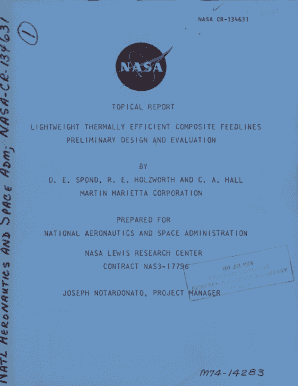 NASA CR-134631
1
NATL AERONAUTICS AND SPACE ADM; NASA-CR-134631
NASA
TOPICAL REPORT
LIGHTWEIGHT THERMALLY EFFICIENT COMPOSITE FEEDLINES
PRELIMINARY DESIGN AND EVALUATION
BY
D. E. SPOND, R. E. HOLZWORTH AND C. A. HALL
MARTIN MARIETTA CORPORATION
PREPARED FOR
NATIONAL AERONAUTICS AND SPACE ADMINISTRATION
NASA LEWIS RESEARCH CENTER
CONTRACT NAS3-17796
JOSEPH NOTARDONATO, PROJECT MANAGER
M74-14283